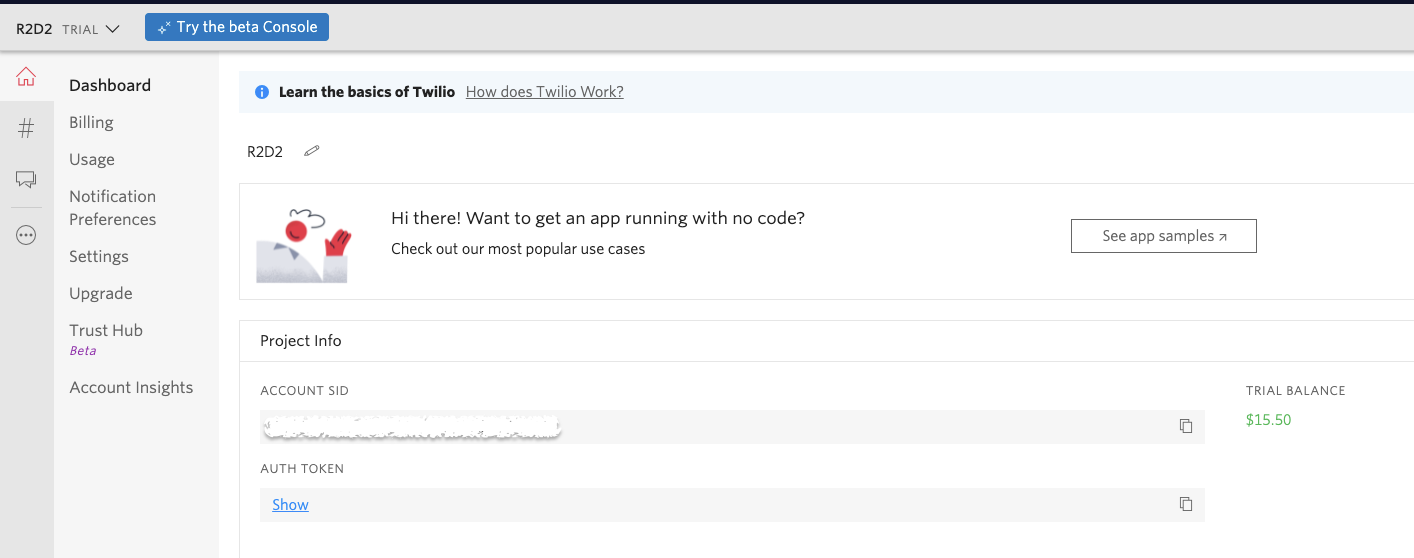 R2D2 TRIAL
Try the beta Console
Dashboard
Billing
Usage
Notification
Preferences
Settings
Upgrade
Trust Hub
Beta
Account Insights
Learn the basics of Twilio How does Twilio Work?
R2D2
Hi there! Want to get an app running with no code?
Check out our most popular use cases
See app samples
Project Info
ACCOUNT SID
TRIAL BALANCE
$15.50
AUTH TOKEN
Show